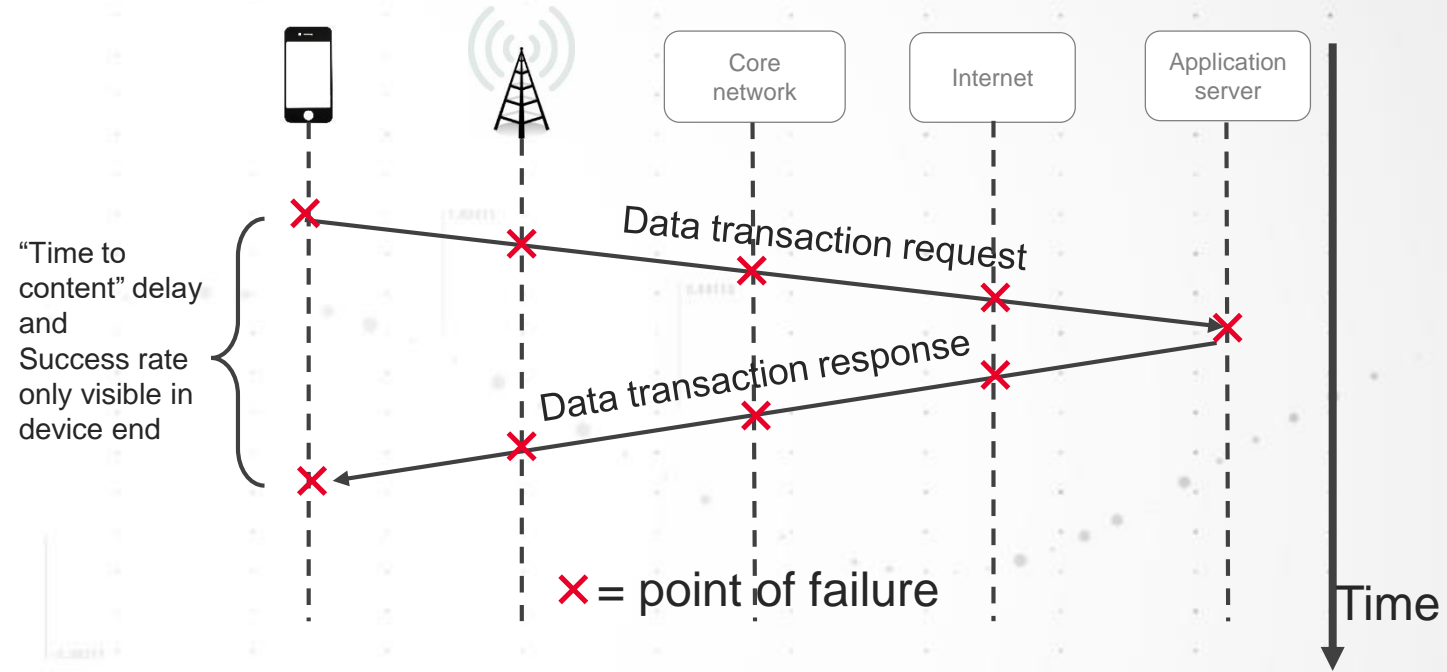 Core
network
Internet
Application
server
Data transaction request
“Time to
content” delay
and
Success rate
only visible in
device end
Data transaction response
= point of failure
Time